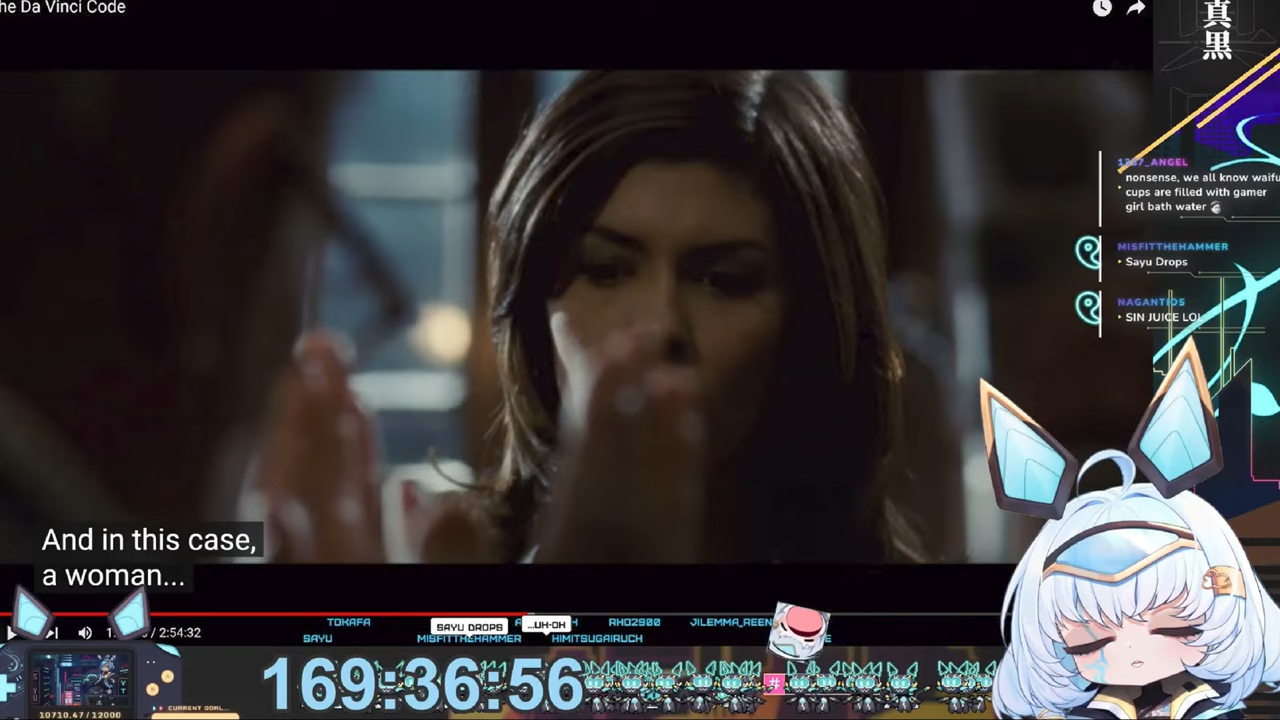 he Da Vinci Code
真黒
1367_ANGEL
nonsense, we all know waifu
cups are filled with gamer
girl bath water
MISFITTHEHAMMER
Sayu Drops
NAGANTIOS
SIN JUICE LOL
And in this case,
a woman...
/ 2:54:32
TOKAFA
RHO2900
JILEMMA_REEN
SAYU DROPS
...UH-OH
SAYU
MISFITTHEHAMMER
HIMITSUGAIRUCH
169:36:56
#
10710.47 / 12000
CURRENT GOAL...